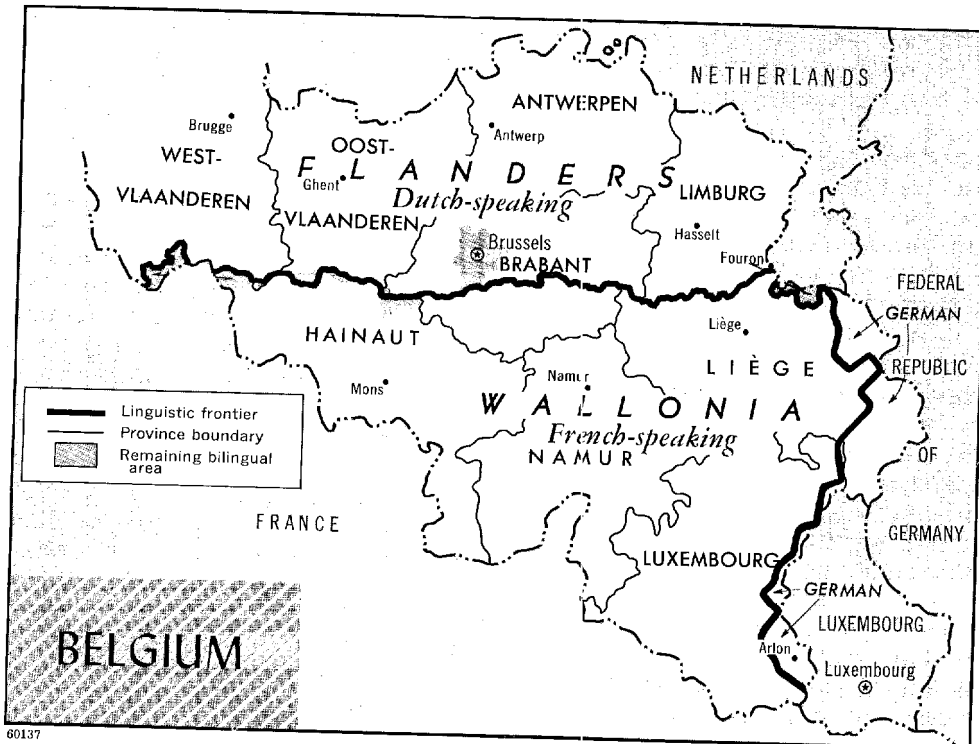 NETHERLANDS
ANTWERPEN
Brugge
Antwerp
WEST-
VLAANDEREN
OOST-
VLAANDEREN
Ghent
FLANDERS
Dutch-speaking
LIMBURG
Hasselt
Brussels
BRABANT
Fouron
FEDERAL
GERMAN
REPUBLIC
OF
GERMANY
HAINAUT
Liège
LIÈGE
Mons
Namur
WALLONIA
French-speaking
NAMUR
Linguistic frontier
Province boundary
Remaining bilingual
area
FRANCE
LUXEMBOURG
GERMAN
LUXEMBOURG
Arlon
Luxembourg
BELGIUM
60137